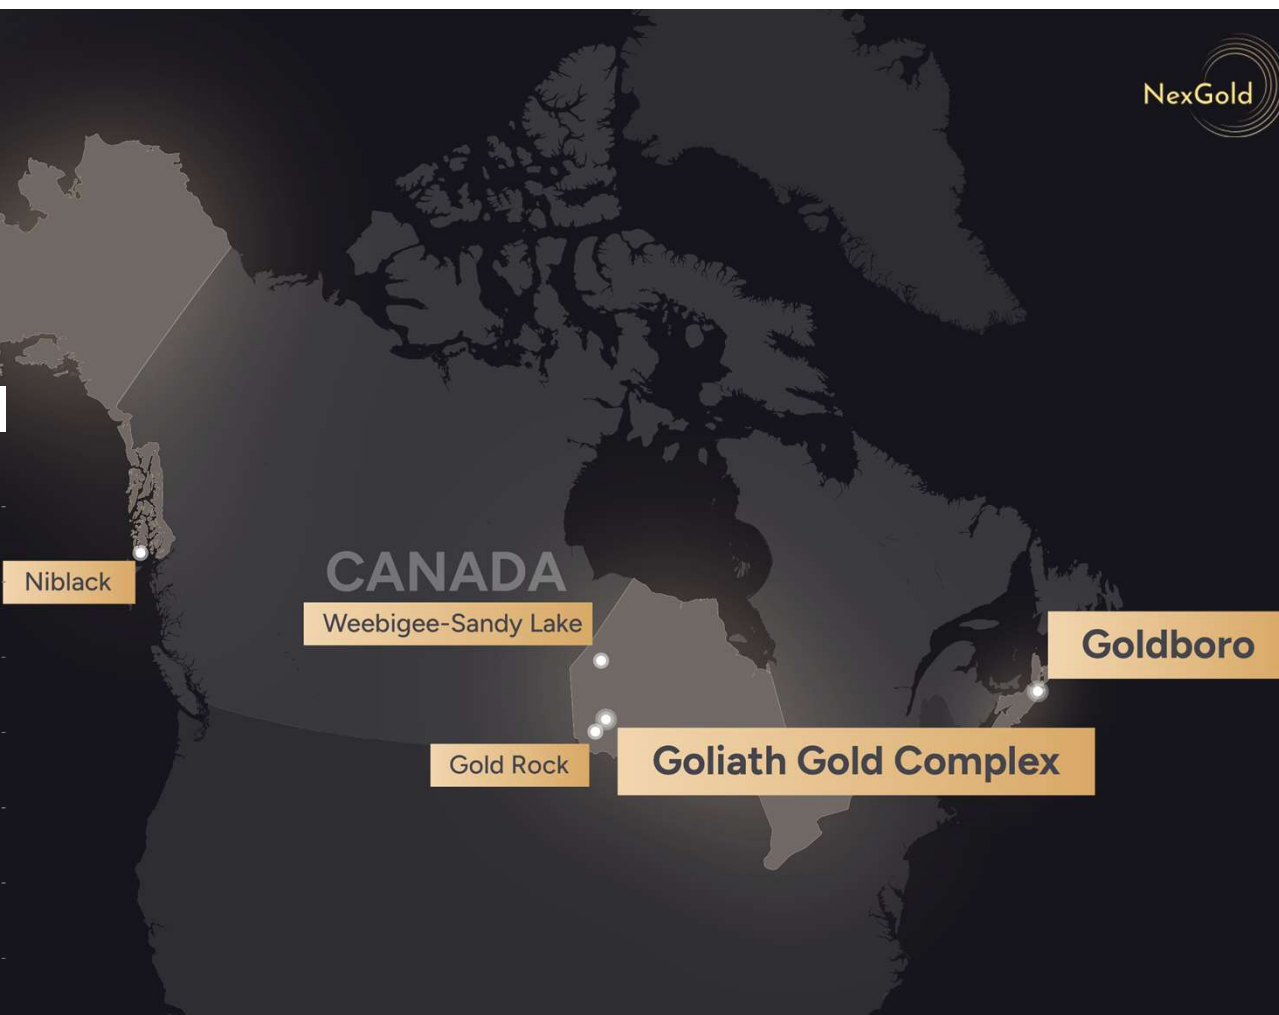 NexGold
CANADA
Niblack
Weebigee-Sandy Lake
Goldboro
Gold Rock
Goliath Gold Complex